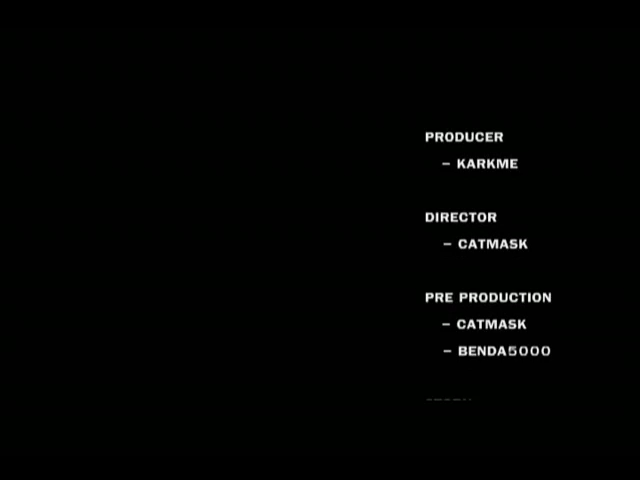 PRODUCER
– KARKME
DIRECTOR
– CATMASK
PRE PRODUCTION
– CATMASK
– BENDA5000